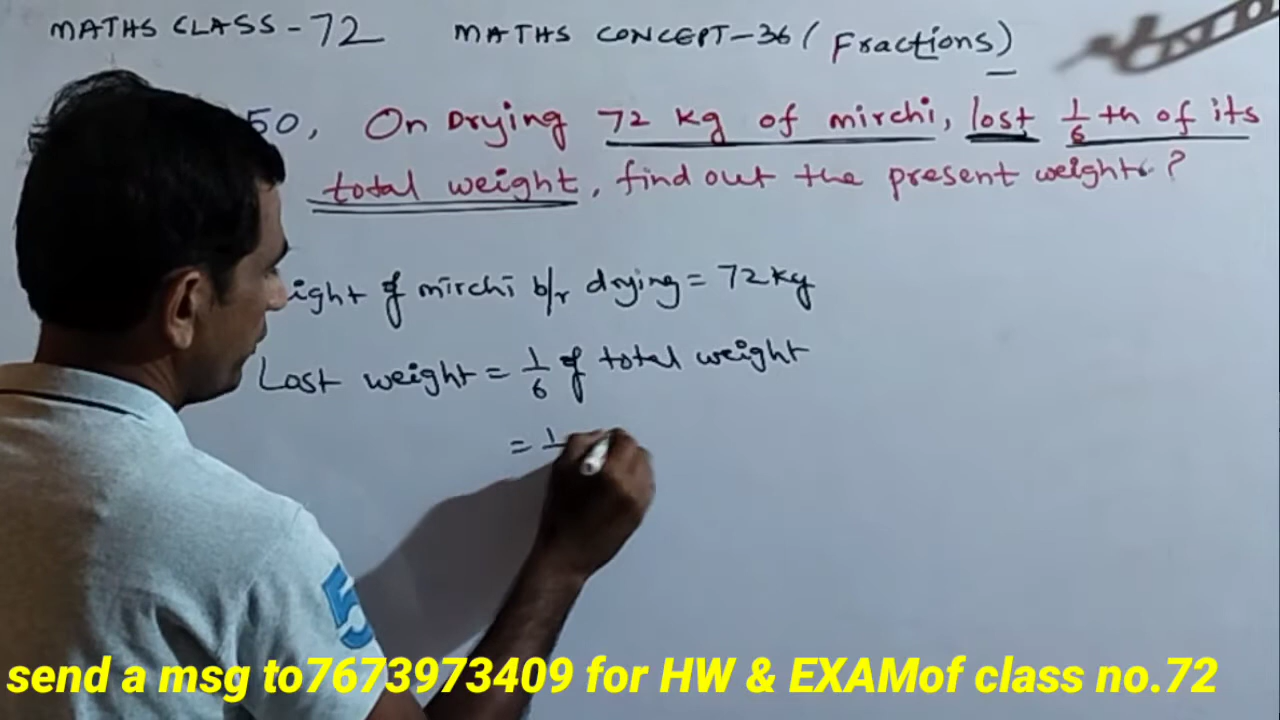 MATHS CLASS-72 MATHS CONCEPT-36 (Fractions)
50, On Drying 72 kg of mirchi, lost 1/6 th of its
total weight, find out the present weight?
ight of mirchi b/r drying = 72 kg
Lost weight = 1/6 of total weight
= 1
5
send a msg to7673973409 for HW & EXAMof class no.72